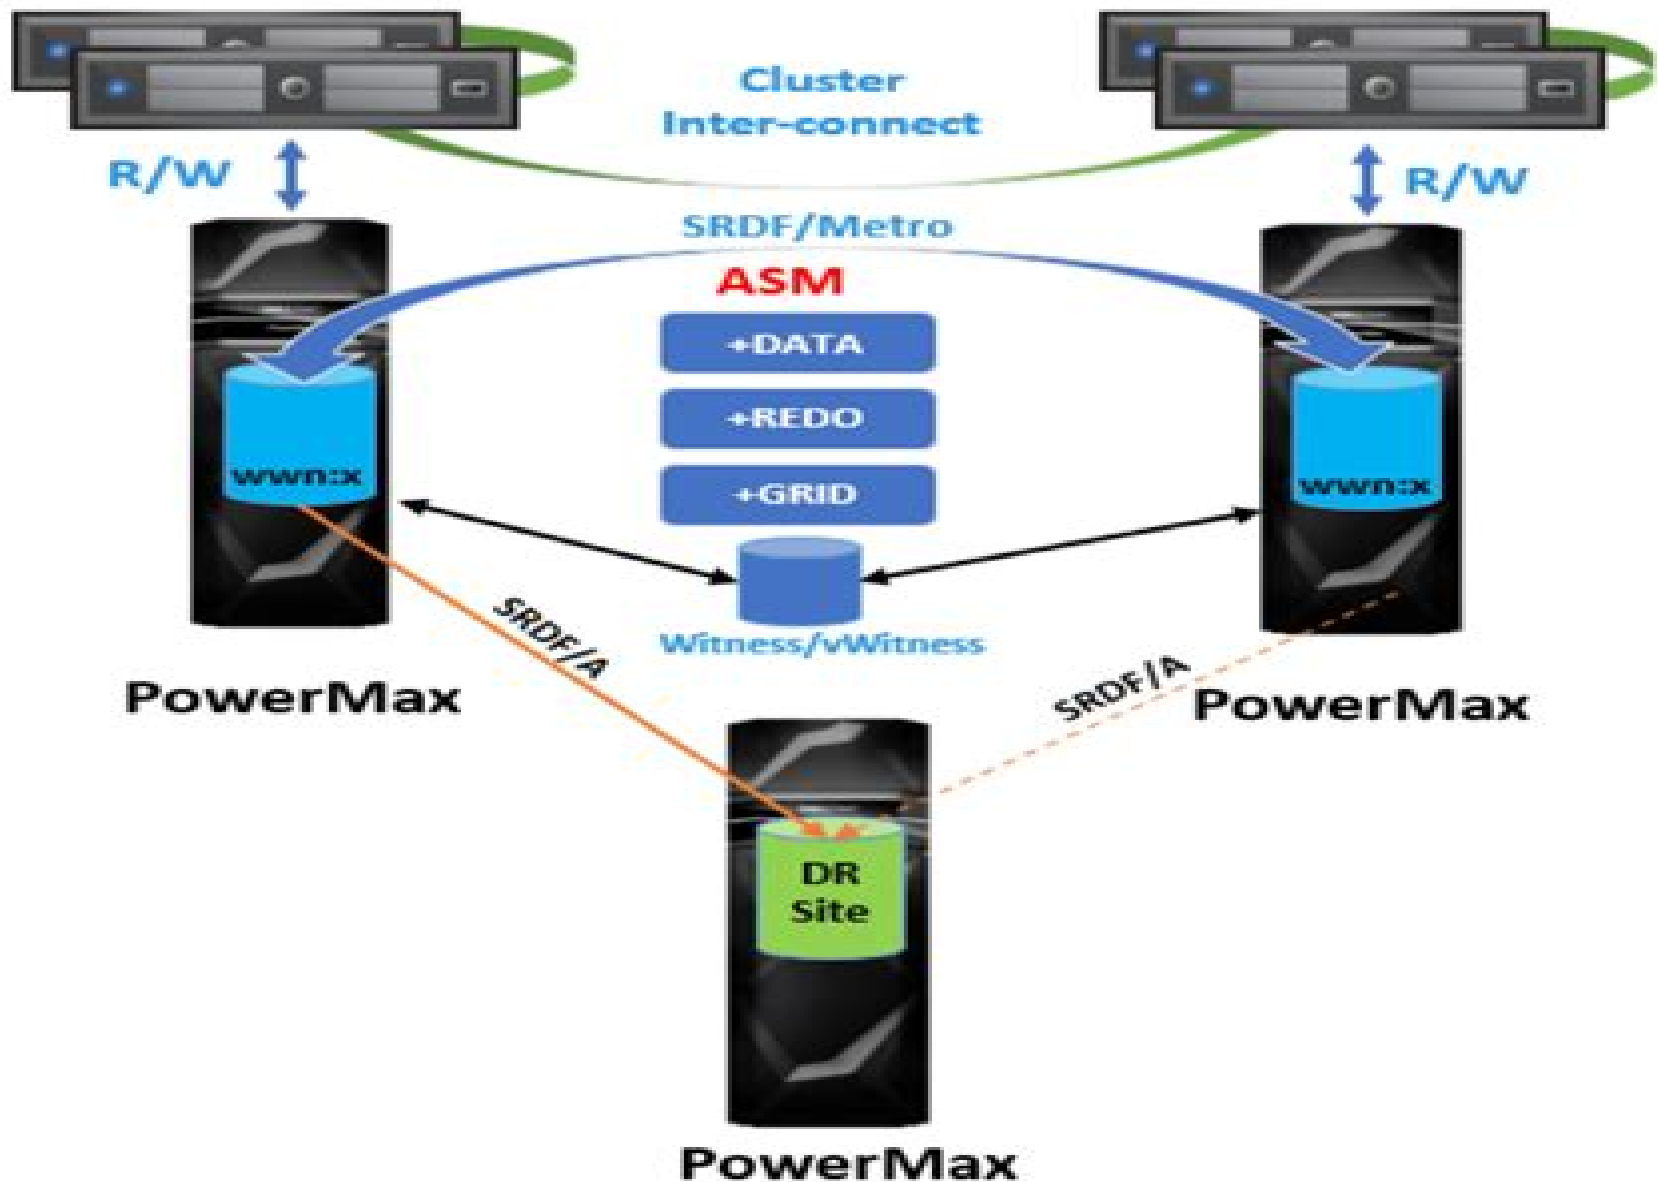 Cluster
Inter-connect
R/W
R/W
SRDF/Metro
ASM
+DATA
+REDO
+GRID
wwn:x
wwn:x
Witness/vWitness
SRDF/A
SRDF/A
PowerMax
PowerMax
DR
Site
PowerMax